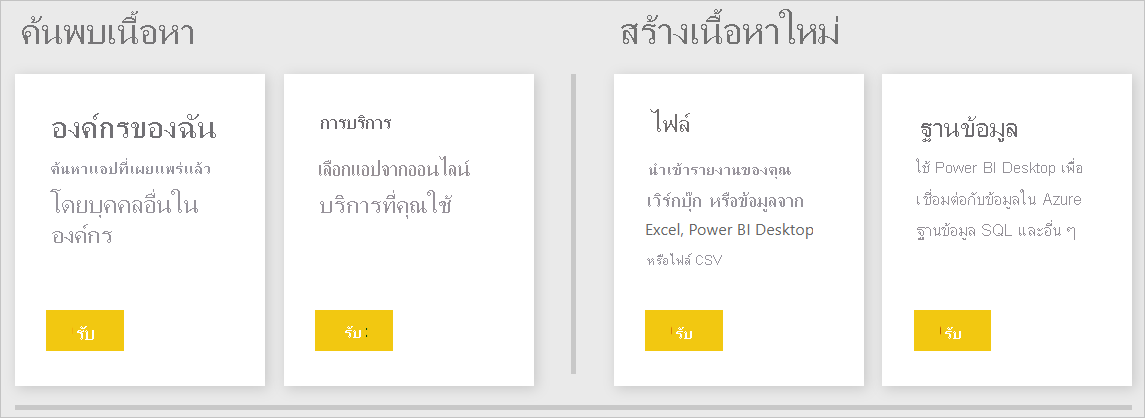 ค้นพบเนื้อหา
องค์กรของฉัน
ค้นหาแอปที่เผยแพร่แล้ว
โดยบุคคลอื่นใน
องค์กร
รับ
การบริการ
เลือกแอปจากออนไลน์
บริการที่คุณใช้
รับ
สร้างเนื้อหาใหม่
ไฟล์
นำเข้ารายงานของคุณ
เวิร์กบุ๊ก หรือข้อมูลจาก
Excel, Power BI Desktop
หรือไฟล์ CSV
รับ
ฐานข้อมูล
ใช้ Power BI Desktop เพื่อ
เชื่อมต่อกับข้อมูลใน Azure
ฐานข้อมูล SQL และอื่น ๆ
รับ